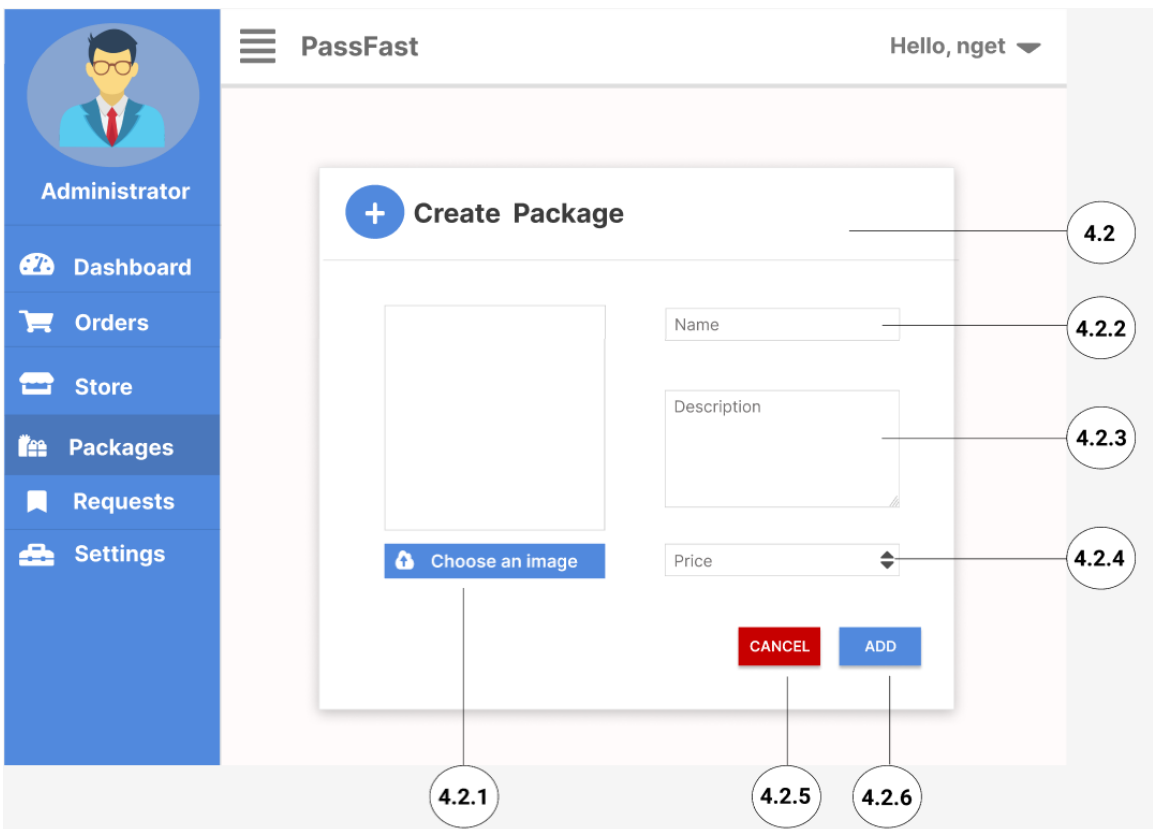 PassFast
Hello, nget
Administrator
Dashboard
Orders
Store
Packages
Requests
Settings
Create Package
4.2
Name
4.2.2
Description
4.2.3
Choose an image
Price
4.2.4
CANCEL
ADD
4.2.1
4.2.5
4.2.6